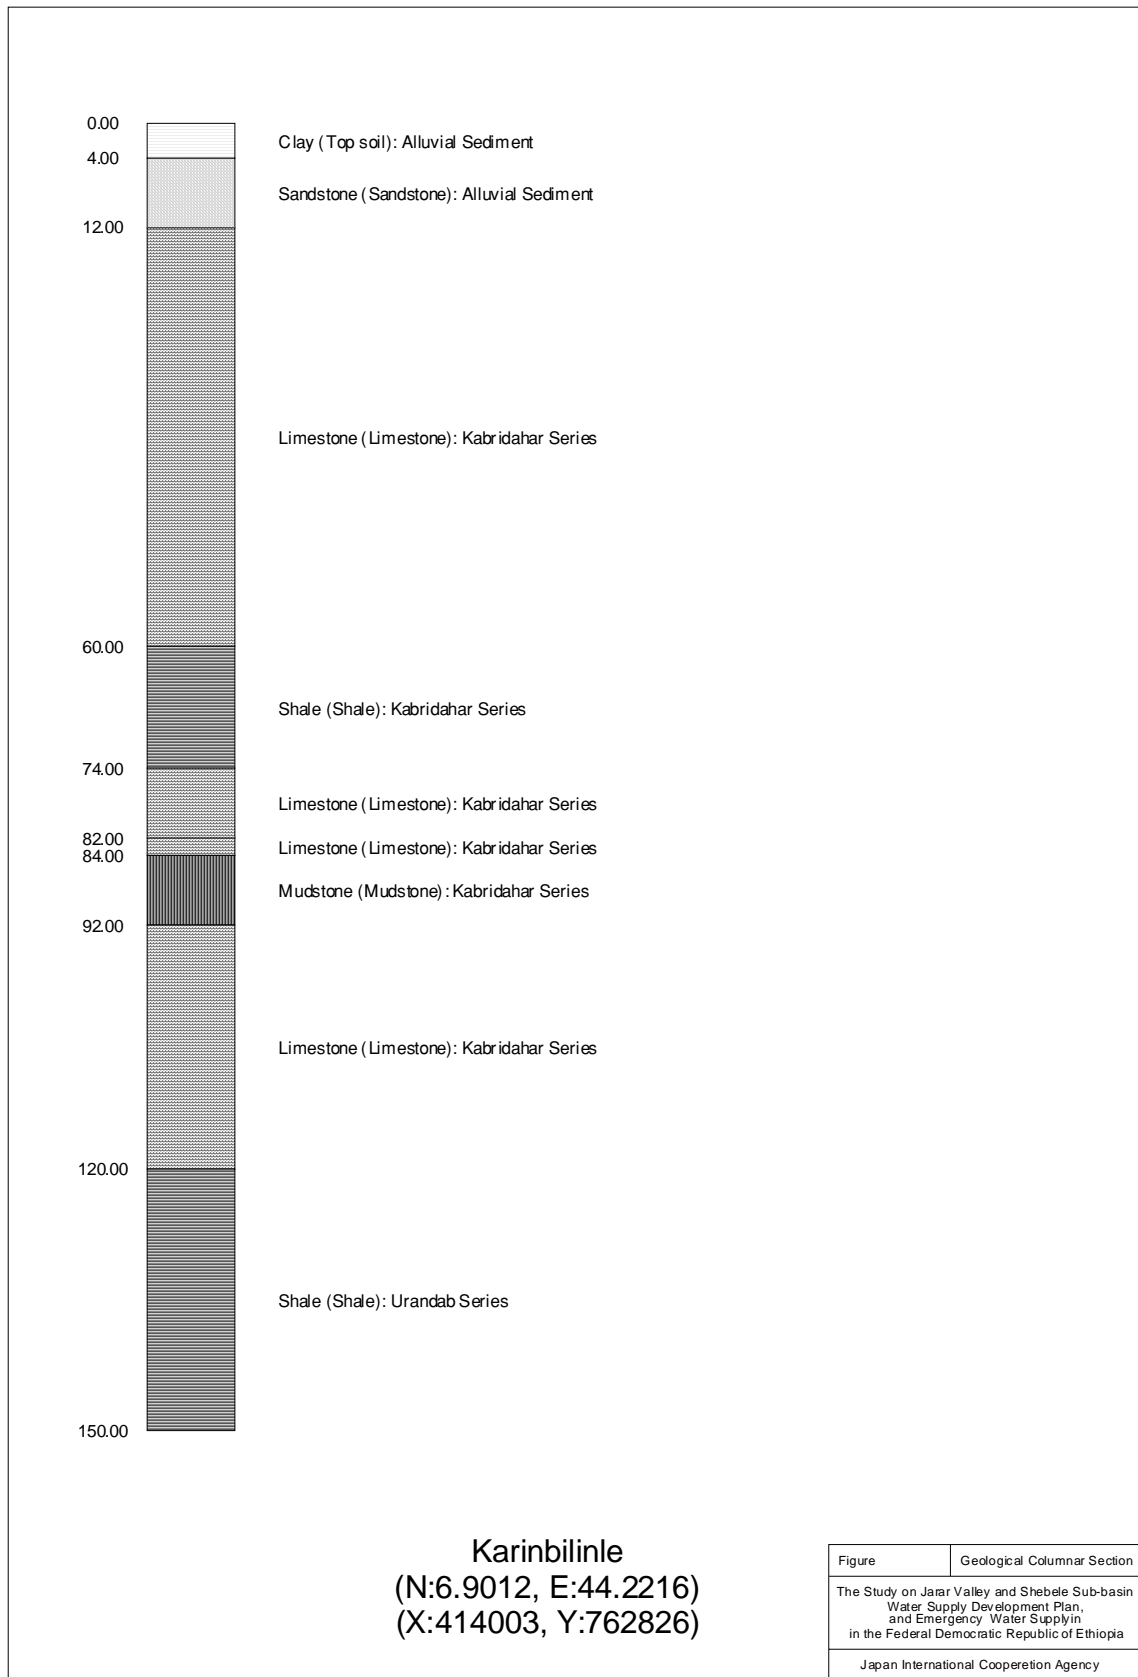 0.00
Clay (Top soil): Alluvial Sediment
4.00
Sandstone (Sandstone): Alluvial Sediment
12.00
Limestone (Limestone): Kabridahar Series
60.00
Shale (Shale): Kabridahar Series
74.00
Limestone (Limestone): Kabridahar Series
82.00
Limestone (Limestone): Kabridahar Series
84.00
Mudstone (Mudstone): Kabridahar Series
92.00
Limestone (Limestone): Kabridahar Series
120.00
Shale (Shale): Urandab Series
150.00
Karinbilinle
(N:6.9012, E:44.2216)
(X:414003, Y:762826)
Figure
Geological Columnar Section
The Study on Jarar Valley and Shebele Sub-basin
Water Supply Development Plan,
and Emergency Water Supplyin
in the Federal Democratic Republic of Ethiopia
Japan International Cooperetion Agency